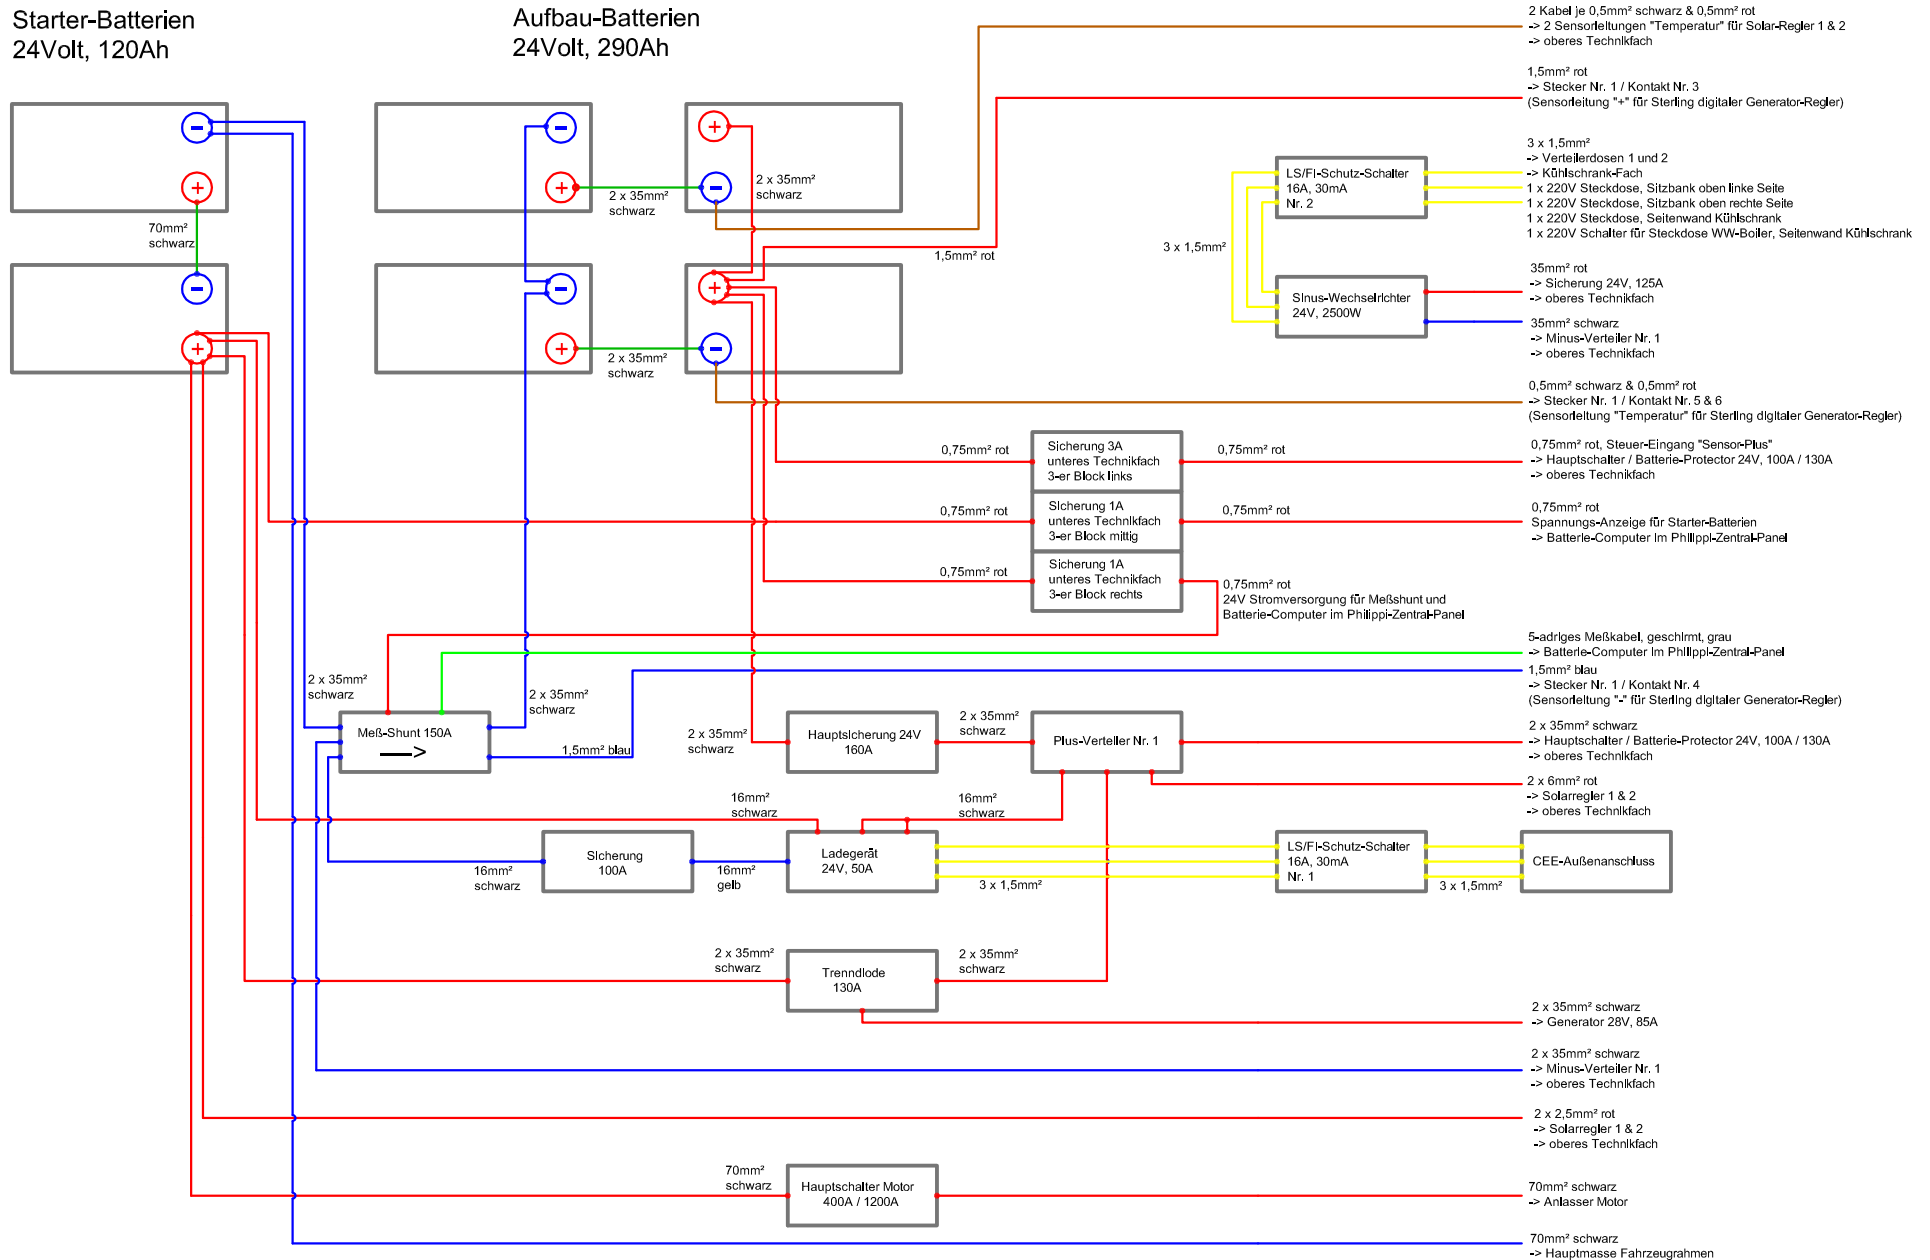 Starter-Batterien
24Volt, 120Ah
Aufbau-Batterien
24Volt, 290Ah
2 Kabel je 0,5mm² schwarz & 0,5mm² rot
-> 2 Sensorleitungen "Temperatur" für Solar-Regler 1 & 2
-> oberes Technikfach
1,5mm² rot
-> Stecker Nr. 1 / Kontakt Nr. 3
(Sensorleitung "+" für Sterling digitaler Generator-Regler)
3 x 1,5mm²
-> Verteilerdosen 1 und 2
-> Kühlschrank-Fach
1 x 220V Steckdose, Sitzbank oben linke Seite
1 x 220V Steckdose, Sitzbank oben rechte Seite
1 x 220V Steckdose, Seitenwand Kühlschrank
1 x 220V Schalter für Steckdose WW-Boiler, Seitenwand Kühlschrank
LS/FI-Schutz-Schalter
16A, 30mA
Nr. 2
3 x 1,5mm²
Sinus-Wechselrichter
24V, 2500W
35mm² rot
-> Sicherung 24V, 125A
-> oberes Technikfach
35mm² schwarz
-> Minus-Verteiler Nr. 1
-> oberes Technikfach
70mm²
schwarz
2 x 35mm²
schwarz
2 x 35mm²
schwarz
1,5mm² rot
2 x 35mm²
schwarz
0,5mm² schwarz & 0,5mm² rot
-> Stecker Nr. 1 / Kontakt Nr. 5 & 6
(Sensorleitung "Temperatur" für Sterling digitaler Generator-Regler)
0,75mm² rot
Sicherung 3A
unteres Technikfach
3-er Block links
0,75mm² rot
0,75mm² rot, Steuer-Eingang "Sensor-Plus"
-> Hauptschalter / Batterie-Protector 24V, 100A / 130A
-> oberes Technikfach
0,75mm² rot
Sicherung 1A
unteres Technikfach
3-er Block mittig
0,75mm² rot
0,75mm² rot
Spannungs-Anzeige für Starter-Batterien
-> Batterie-Computer im Philippi-Zentral-Panel
0,75mm² rot
Sicherung 1A
unteres Technikfach
3-er Block rechts
0,75mm² rot
24V Stromversorgung für Meßshunt und
Batterie-Computer im Philippi-Zentral-Panel
5-adriges Meßkabel, geschirmt, grau
-> Batterie-Computer im Philippi-Zentral-Panel
1,5mm² blau
-> Stecker Nr. 1 / Kontakt Nr. 4
(Sensorleitung "-" für Sterling digitaler Generator-Regler)
2 x 35mm²
schwarz
2 x 35mm²
schwarz
Meß-Shunt 150A
--->
1,5mm² blau
2 x 35mm²
schwarz
Hauptsicherung 24V
160A
2 x 35mm²
schwarz
Plus-Verteiler Nr. 1
2 x 35mm² schwarz
-> Hauptschalter / Batterie-Protector 24V, 100A / 130A
-> oberes Technikfach
2 x 6mm² rot
-> Solarregler 1 & 2
-> oberes Technikfach
16mm²
schwarz
16mm²
schwarz
16mm²
schwarz
Sicherung
100A
16mm²
gelb
Ladegerät
24V, 50A
3 x 1,5mm²
LS/FI-Schutz-Schalter
16A, 30mA
Nr. 1
3 x 1,5mm²
CEE-Außenanschluss
2 x 35mm²
schwarz
Trenndiode
130A
2 x 35mm²
schwarz
2 x 35mm² schwarz
-> Generator 28V, 85A
2 x 35mm² schwarz
-> Minus-Verteiler Nr. 1
-> oberes Technikfach
2 x 2,5mm² rot
-> Solarregler 1 & 2
-> oberes Technikfach
70mm²
schwarz
Hauptschalter Motor
400A / 1200A
70mm² schwarz
-> Anlasser Motor
70mm² schwarz
-> Hauptmasse Fahrzeugrahmen